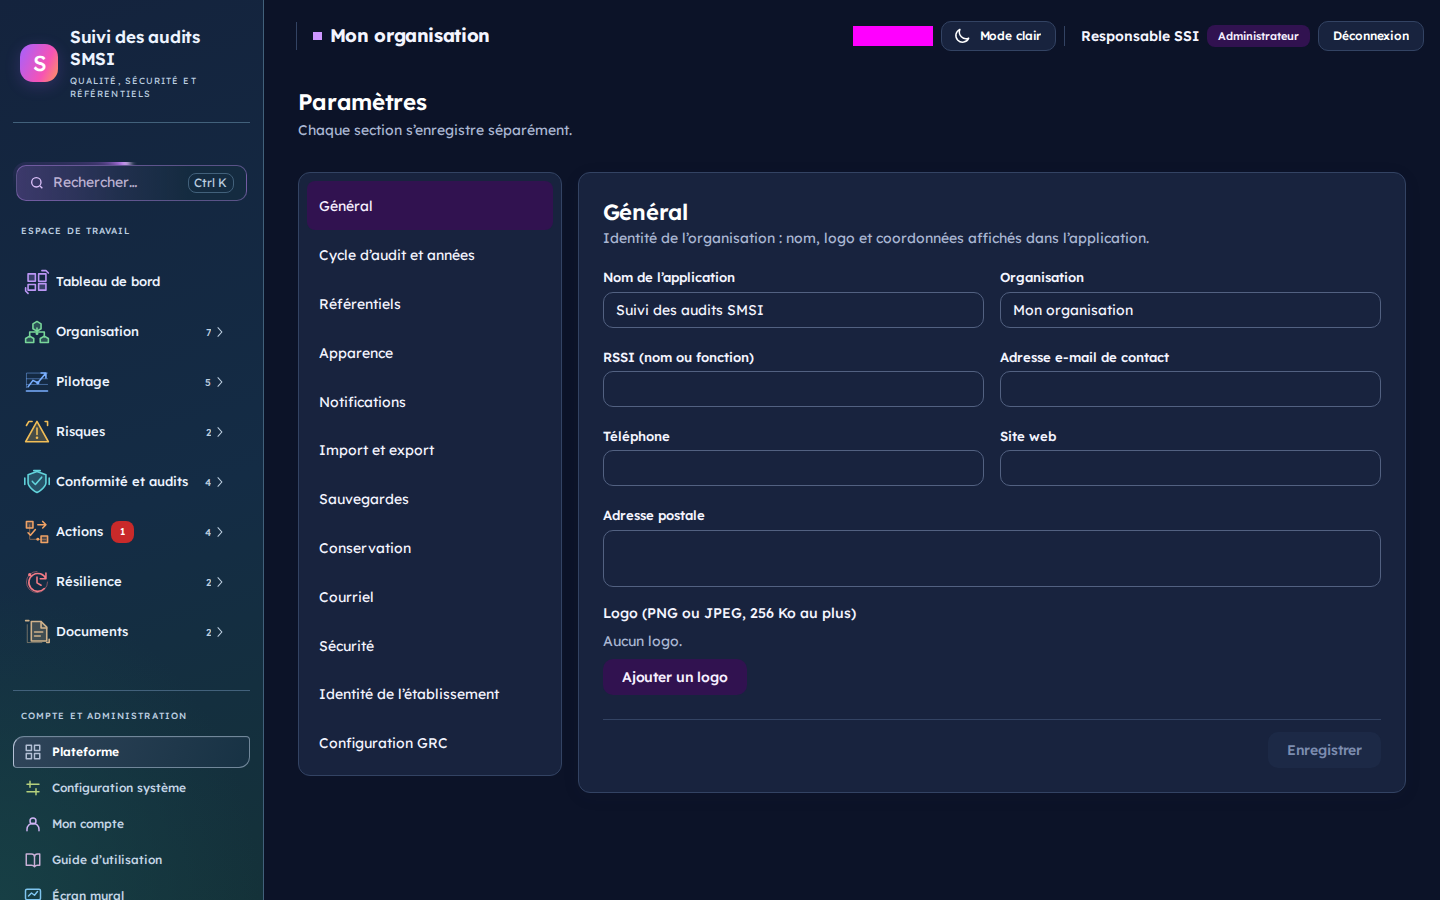 S
Suivi des audits
SMSI
QUALITÉ, SÉCURITÉ ET
RÉFÉRENTIELS
Rechercher...
Ctrl K
ESPACE DE TRAVAIL
Tableau de bord
Organisation 7
Pilotage 5
Risques 2
Conformité et audits 4
Actions 1 4
Résilience 2
Documents 2
COMPTE ET ADMINISTRATION
Plateforme
Configuration système
Mon compte
Guide d’utilisation
Écran mural
Mon organisation
Mode clair
Responsable SSI
Administrateur
Déconnexion
Paramètres
Chaque section s’enregistre séparément.
Général
Cycle d’audit et années
Référentiels
Apparence
Notifications
Import et export
Sauvegardes
Conservation
Courriel
Sécurité
Identité de l’établissement
Configuration GRC
Général
Identité de l’organisation : nom, logo et coordonnées affichés dans l’application.
Nom de l’application
Suivi des audits SMSI
Organisation
Mon organisation
RSSI (nom ou fonction)
Adresse e-mail de contact
Téléphone
Site web
Adresse postale
Logo (PNG ou JPEG, 256 Ko au plus)
Aucun logo.
Ajouter un logo
Enregistrer